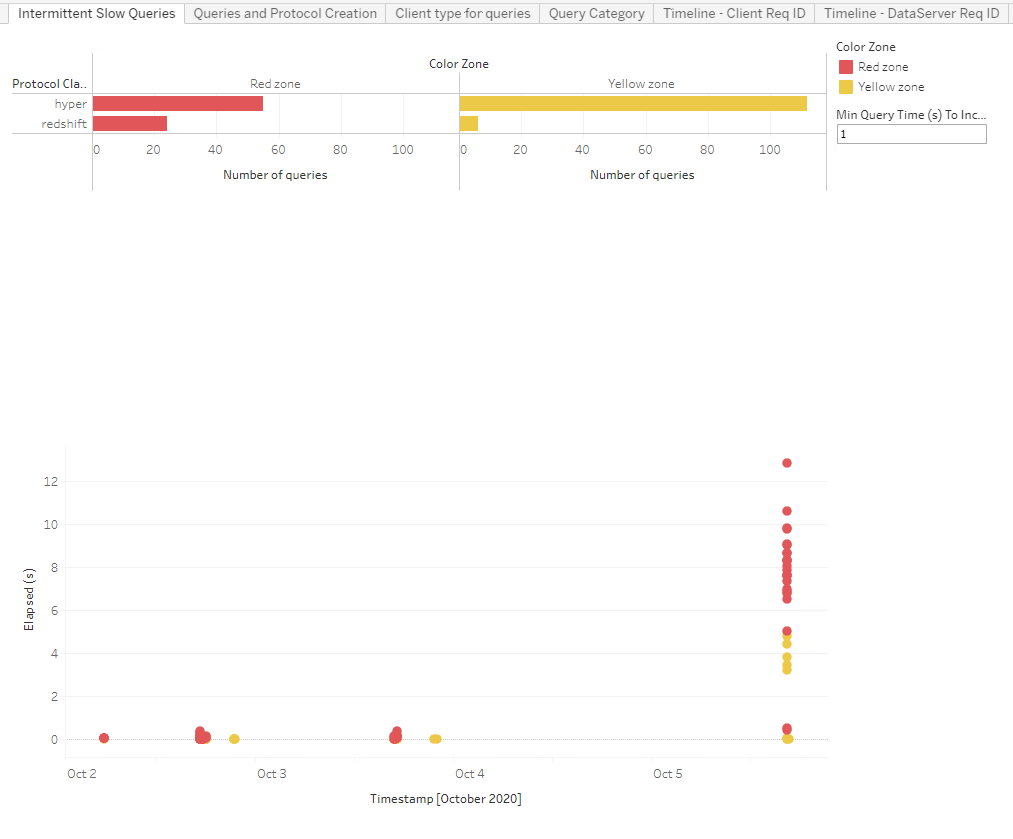 Intermittent Slow Queries Queries and Protocol Creation Client type for queries Query Category Timeline - Client Req ID Timeline - DataServer Req ID
Color Zone
Protocol Cla.. Red zone Yellow zone
hyper
redshift
0 20 40 60 80 100 0 20 40 60 80 100
Number of queries Number of queries
Color Zone
Red zone
Yellow zone
Min Query Time (s) To Inc...
1
Elapsed (s)
12
10
8
6
4
2
0
Oct 2 Oct 3 Oct 4 Oct 5
Timestamp [October 2020]